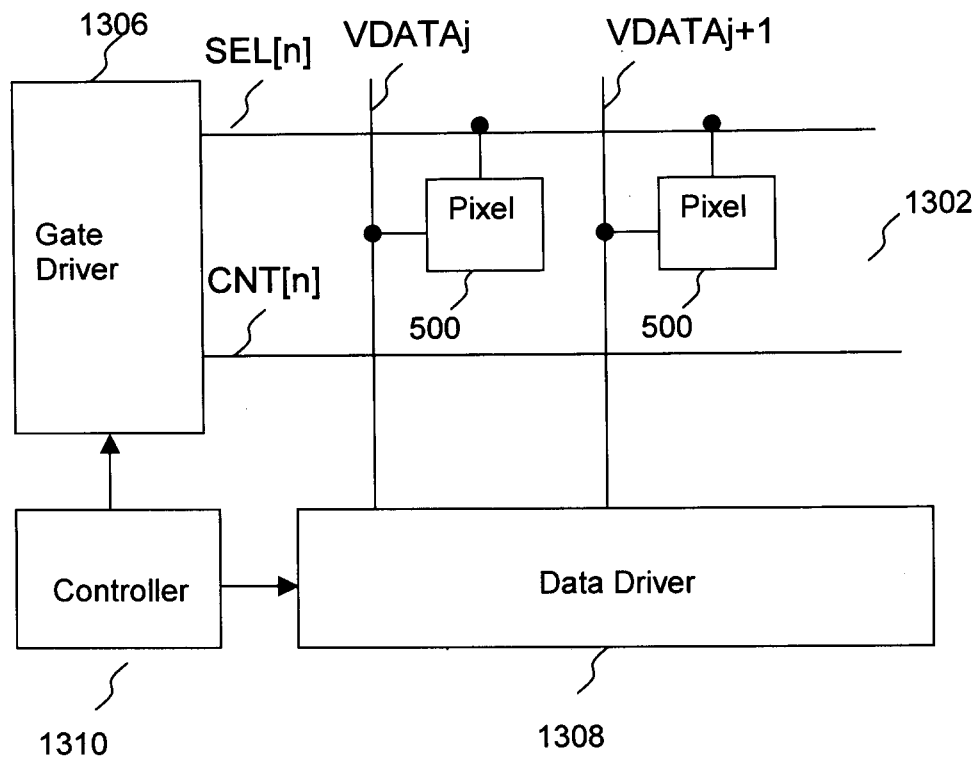 1306
SEL[n]
VDATAj
VDATAj+1
Pixel
Pixel
1302
Gate
Driver
CNT[n]
500
500
Controller
Data Driver
1310
1308